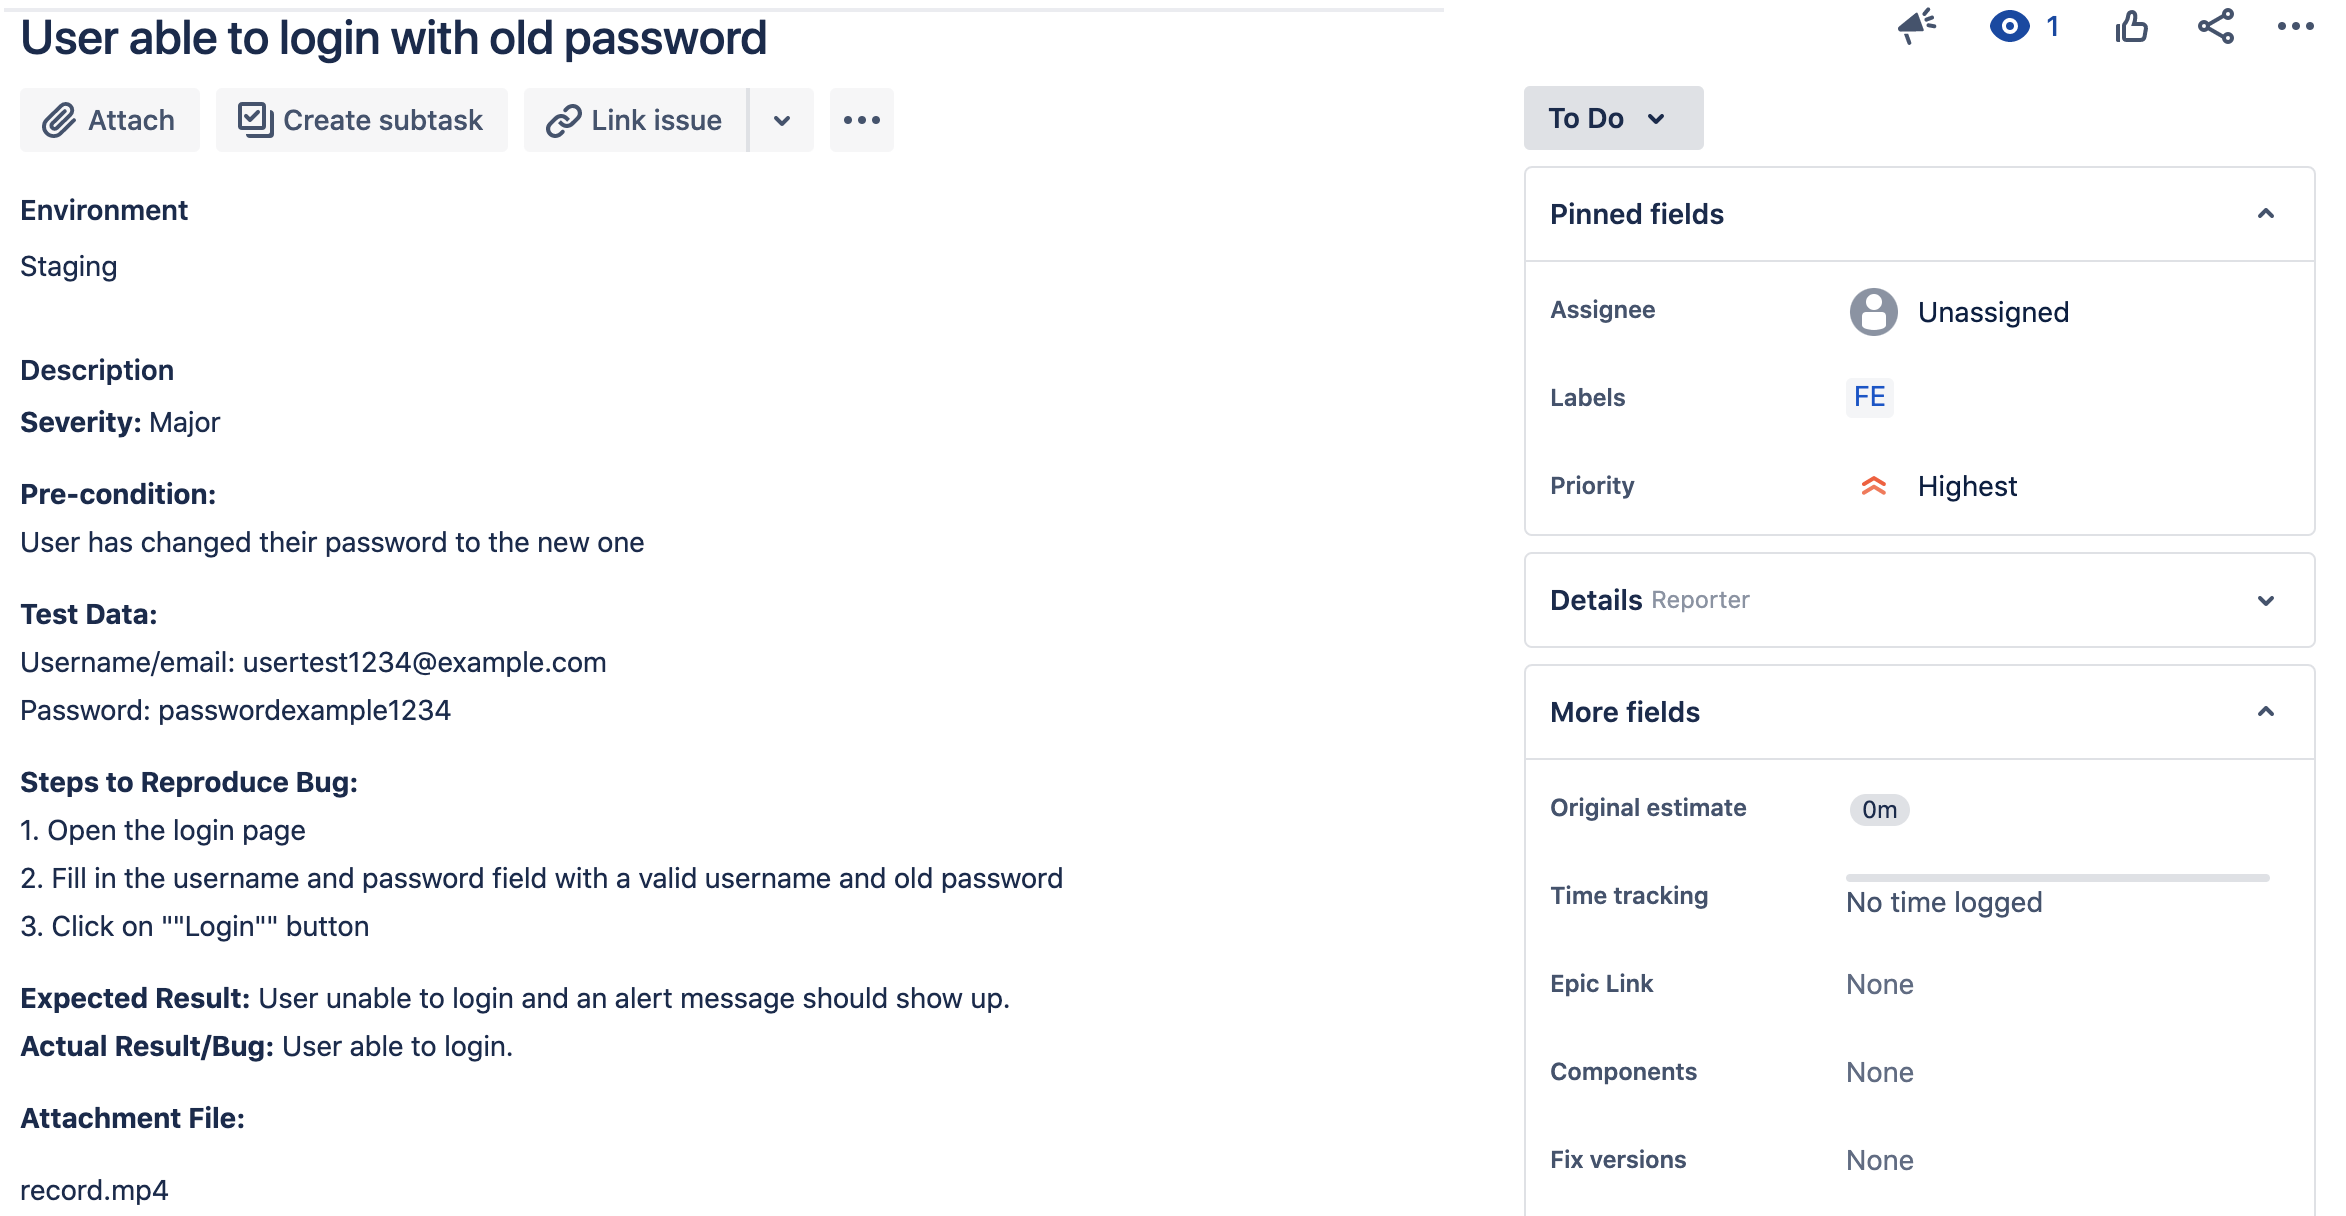 User able to login with old password
1
Attach
Create subtask
Link issue
To Do
Environment
Staging
Description
Severity: Major
Pre-condition:
User has changed their password to the new one
Test Data:
Username/email: usertest1234@example.com
Password: passwordexample1234
Steps to Reproduce Bug:
1. Open the login page
2. Fill in the username and password field with a valid username and old password
3. Click on ""Login"" button
Expected Result: User unable to login and an alert message should show up.
Actual Result/Bug: User able to login.
Attachment File:
record.mp4
Pinned fields
Assignee Unassigned
Labels FE
Priority Highest
Details Reporter
More fields
Original estimate 0m
Time tracking No time logged
Epic Link None
Components None
Fix versions None